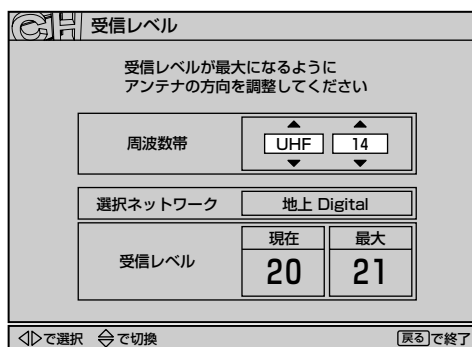 CH 受信レベル
受信レベルが最大になるように
アンテナの方向を調整してください
周波数帯 UHF 14
選択ネットワーク 地上 Digital
受信レベル
現在 最大
20 21
で選択 で切換 戻るで終了